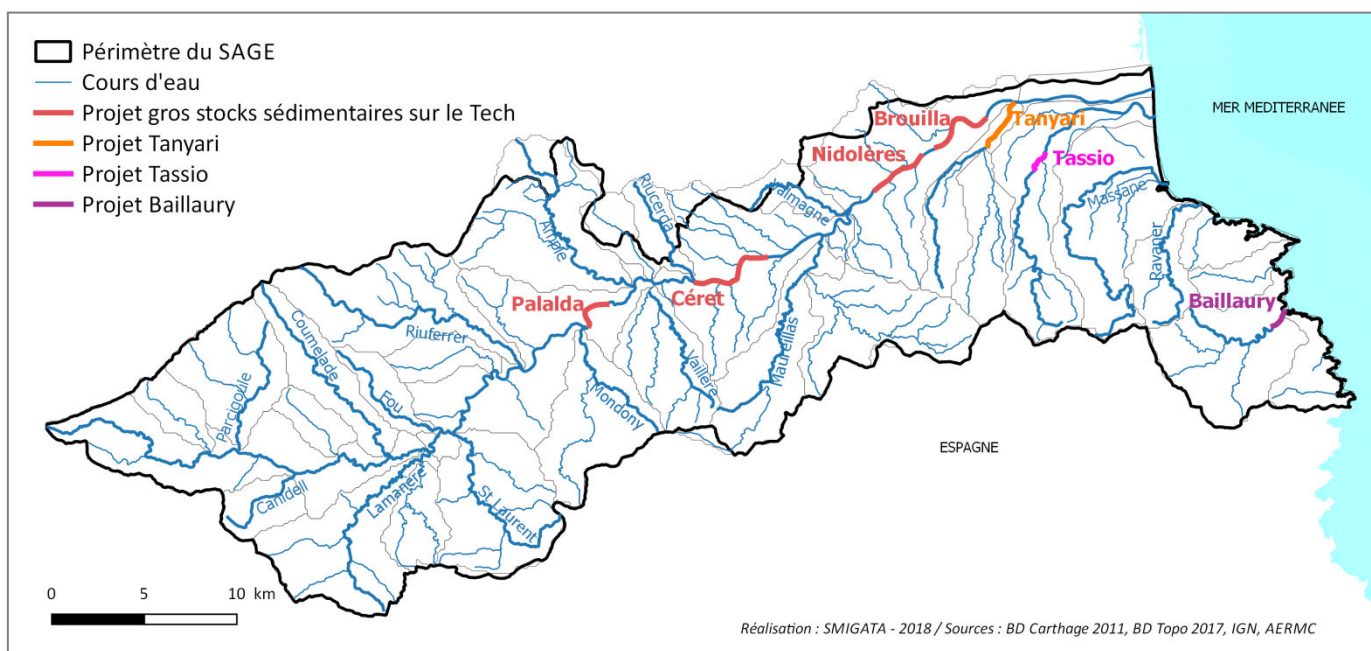 Périmètre du SAGE
Cours d'eau
Projet gros stocks sédimentaires sur le Tech
Projet Tanyari
Projet Tassio
Projet Baillaury
MER MEDITERRANEE
Brouilla
Tanyari
Nidolères
Tassio
Valmagne
Massane
Riucerda
Ample
Ravaner
Palalda
Céret
Baillaury
Coumelade
Riuferrer
Maureillas
Vaillère
Parcigoule
Fou
Mondony
ESPAGNE
Canidell
Lamanère
St Laurent
0 5 10 km
Réalisation : SMIGATA - 2018 / Sources : BD Carthage 2011, BD Topo 2017, IGN, AERMC